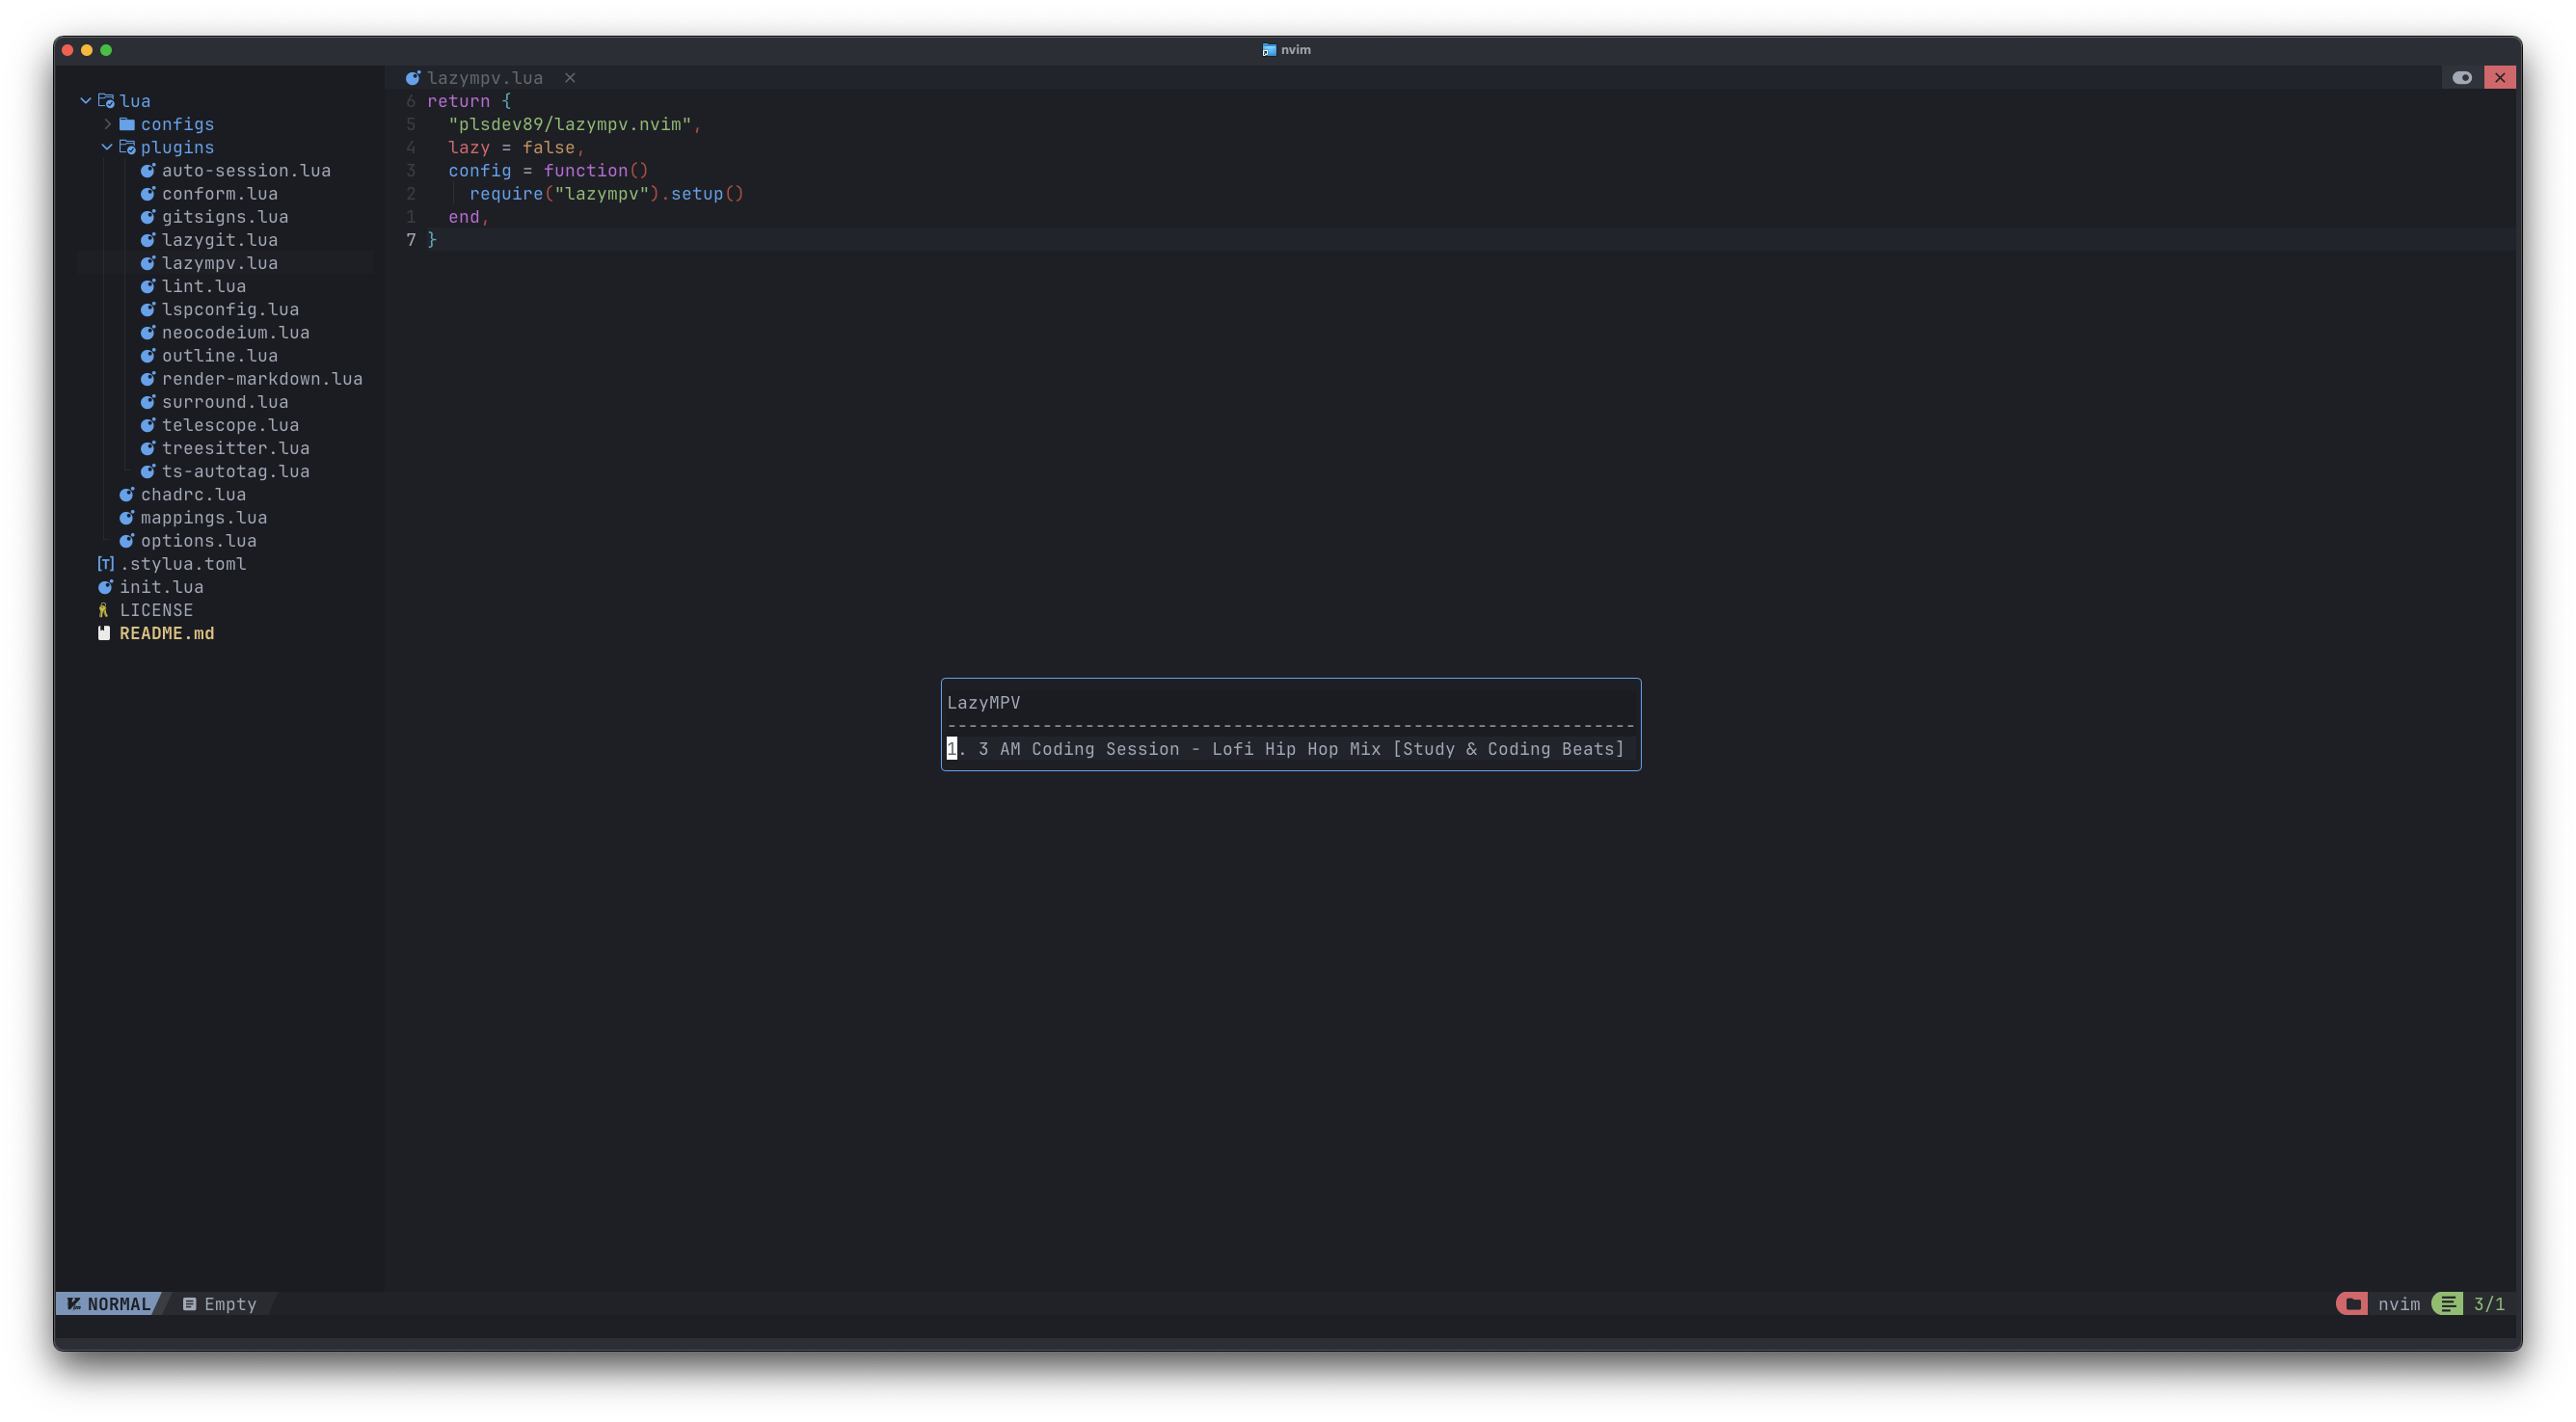 nvim
lua
configs
plugins
auto-session.lua
conform.lua
gitsigns.lua
lazygit.lua
lazympv.lua
lint.lua
lspconfig.lua
neocodeium.lua
outline.lua
render-markdown.lua
surround.lua
telescope.lua
treesitter.lua
ts-autotag.lua
chadrc.lua
mappings.lua
options.lua
[T] .stylua.toml
init.lua
LICENSE
README.md
lazympv.lua ×
6 return {
5 "plsdev89/lazympv.nvim",
4 lazy = false,
3 config = function()
2 require("lazympv").setup()
1 end,
7 }
LazyMPV
-----------------------------------------------------------------
1. 3 AM Coding Session - Lofi Hip Hop Mix [Study & Coding Beats]
NORMAL Empty nvim 3/1